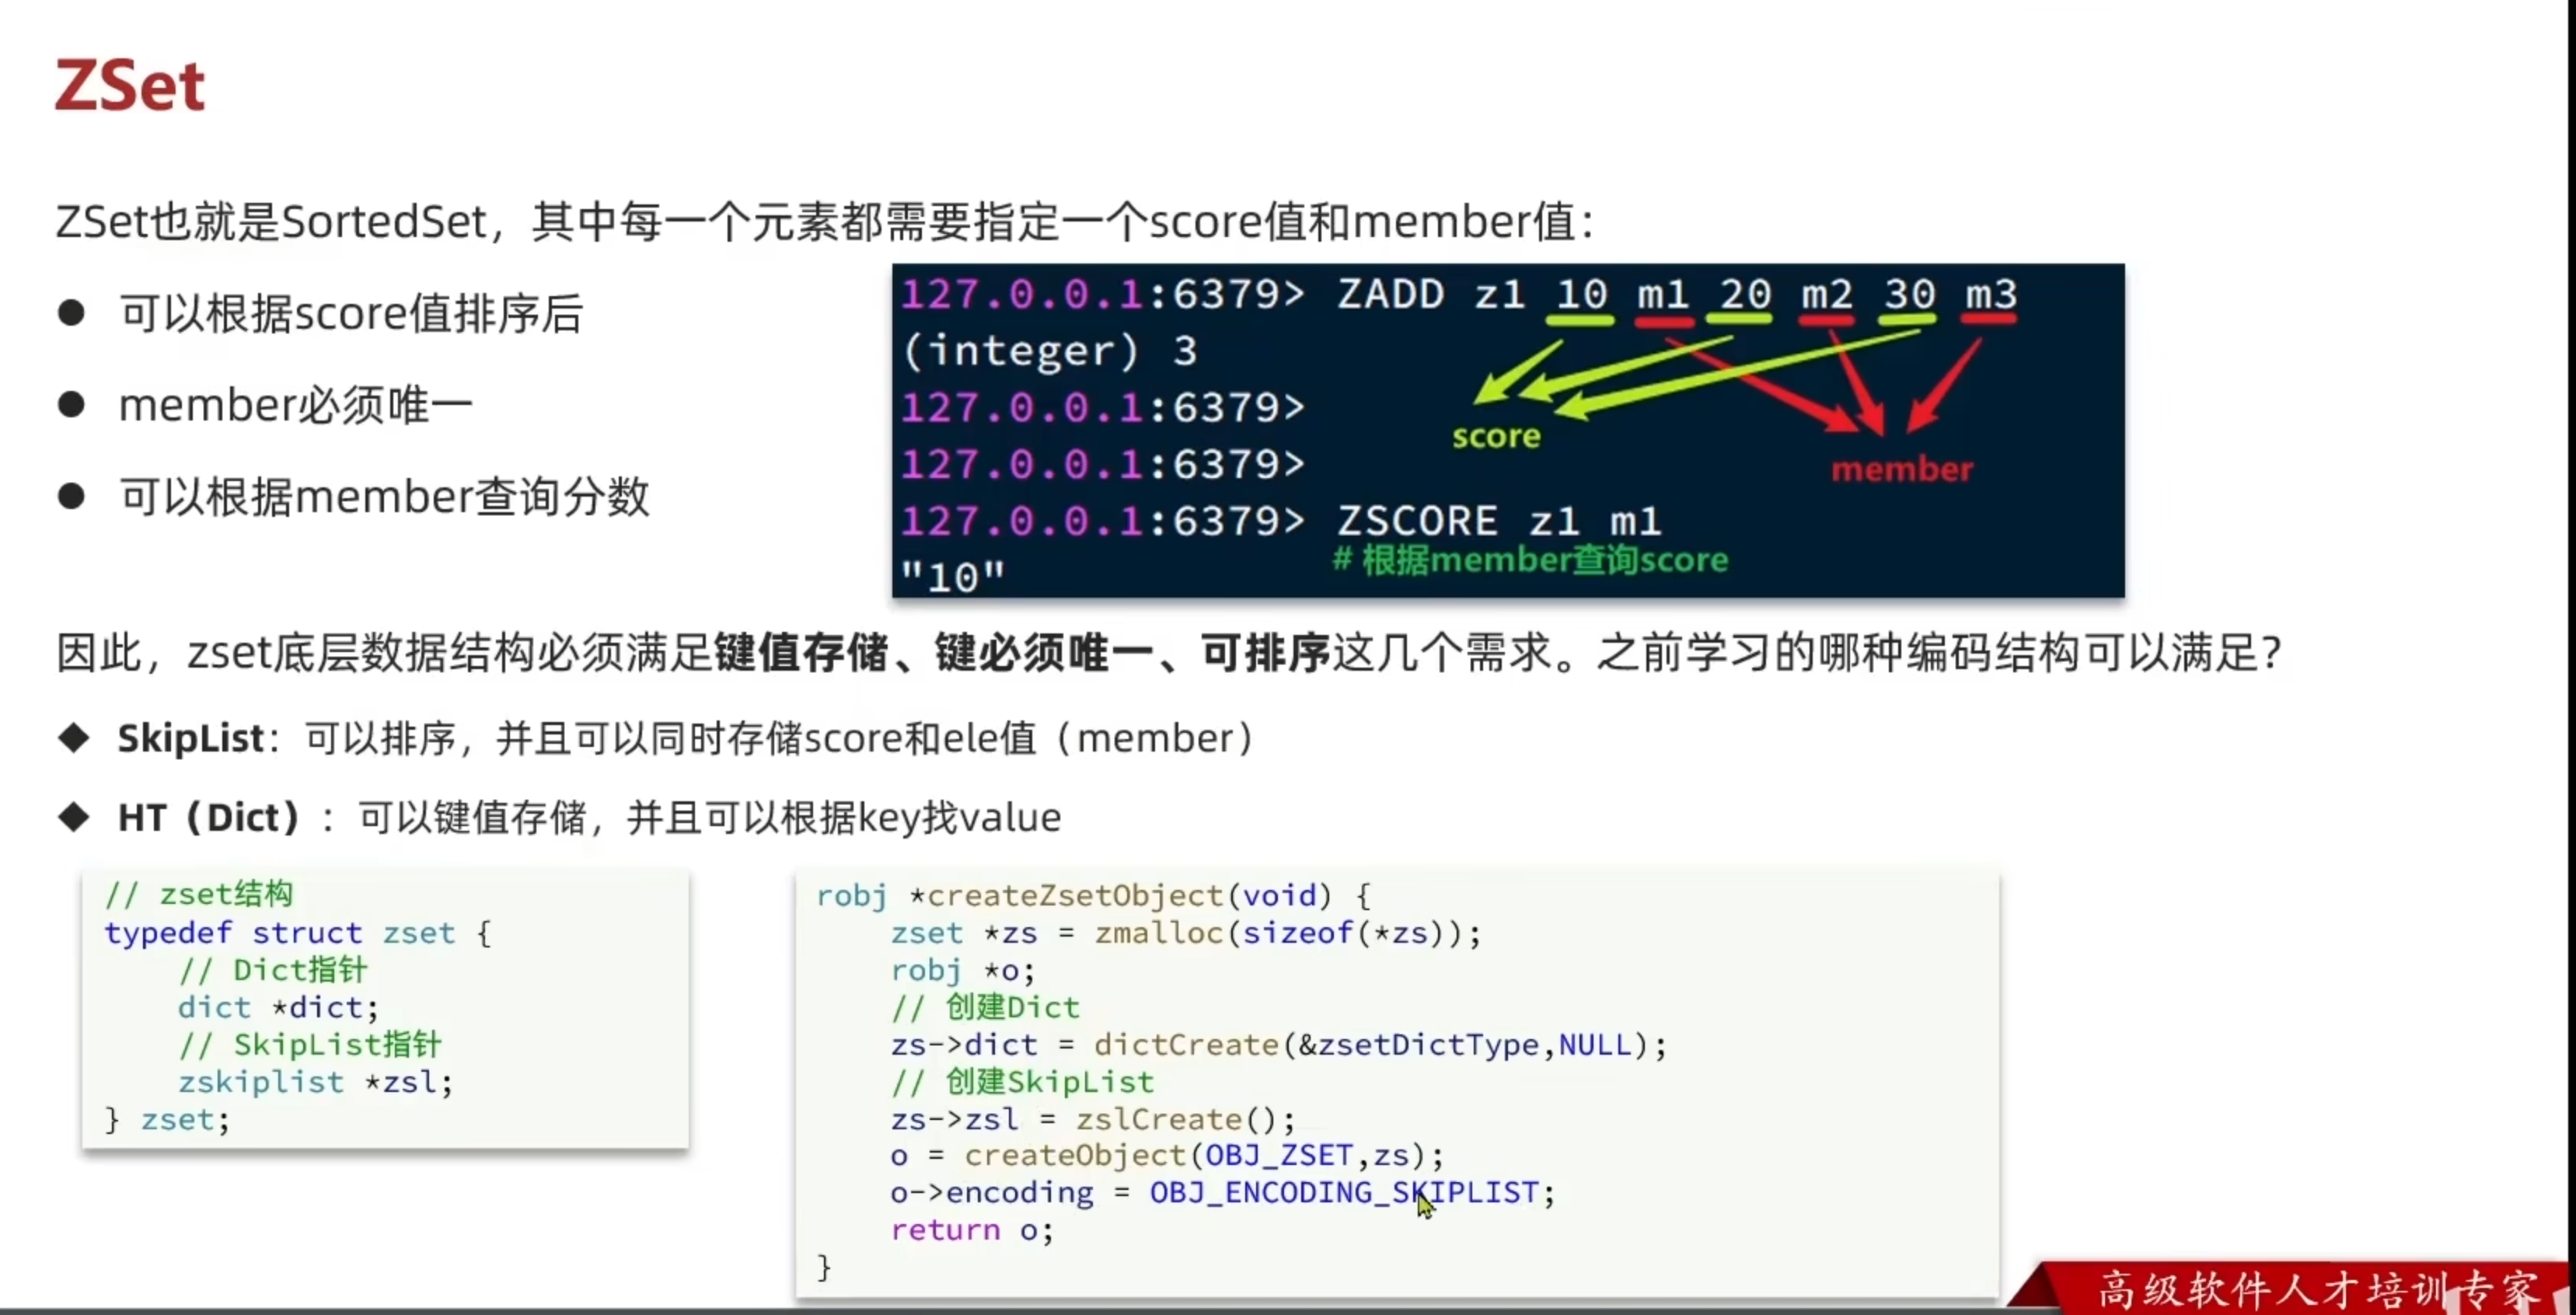 ZSet
ZSet也就是SortedSet，其中每一个元素都需要指定一个score值和member值：
● 可以根据score值排序后
● member必须唯一
● 可以根据member查询分数
127.0.0.1:6379> ZADD z1 10 m1 20 m2 30 m3
(integer) 3
127.0.0.1:6379>
score
127.0.0.1:6379>
member
127.0.0.1:6379> ZSCORE z1 m1
# 根据member查询score
"10"
因此，zset底层数据结构必须满足键值存储、键必须唯一、可排序这几个需求。之前学习的哪种编码结构可以满足？
◆ SkipList：可以排序，并且可以同时存储score和ele值（member）
◆ HT（Dict）：可以键值存储，并且可以根据key找value
// zset结构
typedef struct zset {
    // Dict指针
    dict *dict;
    // SkipList指针
    zskiplist *zsl;
} zset;
robj *createZsetObject(void) {
    zset *zs = zmalloc(sizeof(*zs));
    robj *o;
    // 创建Dict
    zs->dict = dictCreate(&zsetDictType,NULL);
    // 创建SkipList
    zs->zsl = zslCreate();
    o = createObject(OBJ_ZSET,zs);
    o->encoding = OBJ_ENCODING_SKIPLIST;
    return o;
}
高级软件人才培训专家